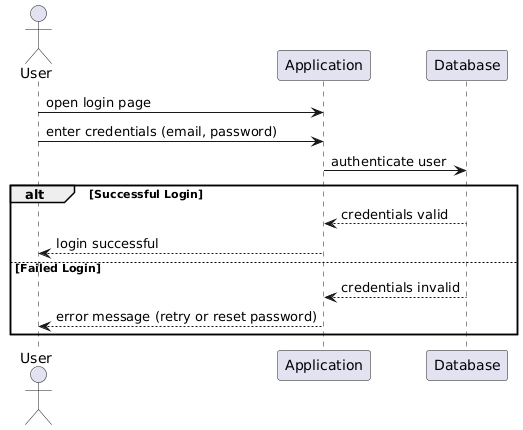 User
Application
Database
open login page
enter credentials (email, password)
authenticate user
alt [Successful Login]
credentials valid
login successful
[Failed Login]
credentials invalid
error message (retry or reset password)
User
Application
Database